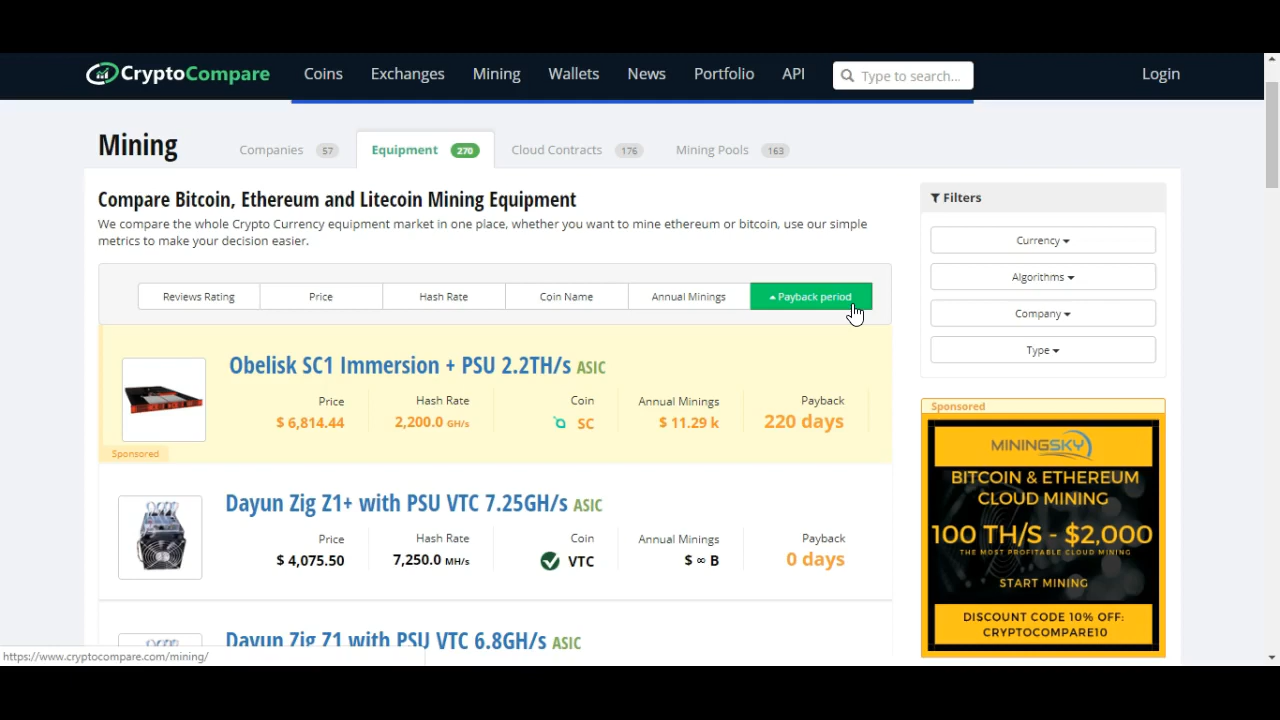 CryptoCompare Coins Exchanges Mining Wallets News Portfolio API Type to search... Login
Mining Companies 57 Equipment 270 Cloud Contracts 176 Mining Pools 163
Compare Bitcoin, Ethereum and Litecoin Mining Equipment
We compare the whole Crypto Currency equipment market in one place, whether you want to mine ethereum or bitcoin, use our simple
metrics to make your decision easier.
Reviews Rating Price Hash Rate Coin Name Annual Minings Payback period
Obelisk SC1 Immersion + PSU 2.2TH/s ASIC
Price Hash Rate Coin Annual Minings Payback
$ 6,814.44 2,200.0 GH/s SC $ 11.29 k 220 days
Sponsored
Dayun Zig Z1+ with PSU VTC 7.25GH/s ASIC
Price Hash Rate Coin Annual Minings Payback
$ 4,075.50 7,250.0 MH/s VTC $ ∞ B 0 days
Dayun Zig Z1 with PSU VTC 6.8GH/s ASIC
Filters
Currency
Algorithms
Company
Type
Sponsored
MININGSKY
BITCOIN & ETHEREUM
CLOUD MINING
100 TH/S - $2,000
THE MOST PROFITABLE CLOUD MINING
START MINING
DISCOUNT CODE 10% OFF:
CRYPTOCOMPARE10
https://www.cryptocompare.com/mining/